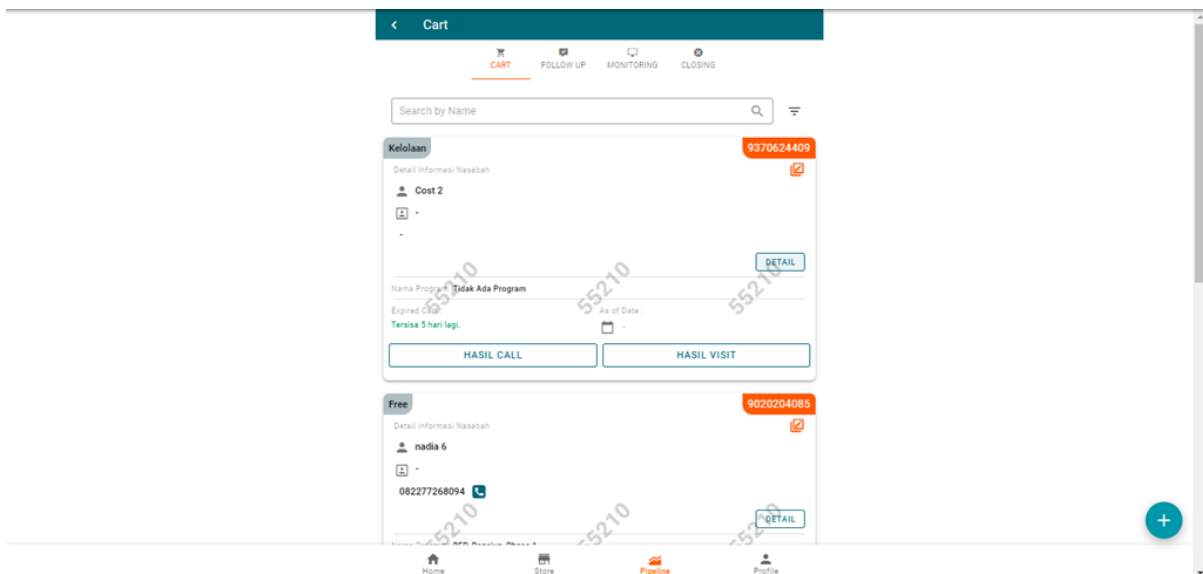 Cart
CART FOLLOW UP MONITORING CLOSING
Search by Name
Kelolaan 9370624409
Detail Informasi Nasabah
Cost 2
-
-
DETAIL
Nama Program: Tidak Ada Program
Expired Cart: As of Date :
Tersisa 5 hari lagi. -
55210 55210 55210
HASIL CALL HASIL VISIT
Free 9020204085
Detail Informasi Nasabah
nadia 6
-
082277268094
DETAIL
55210 55210 55210
Home Store Pipeline Profile